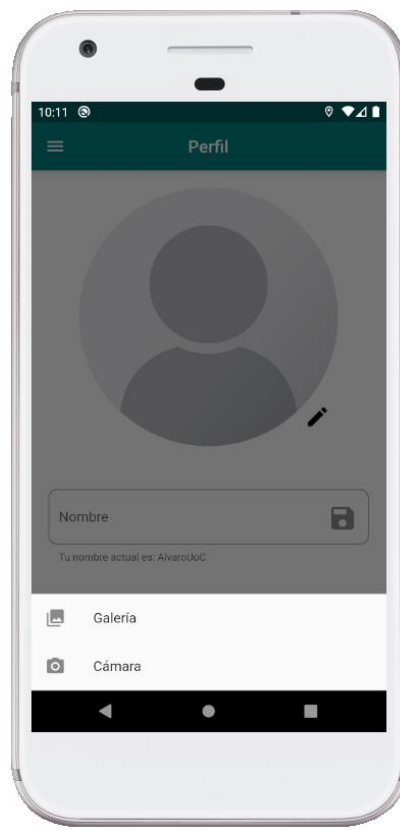 10:11
Perfil
Nombre
Tu nombre actual es: AlvaroUoC
Galería
Cámara